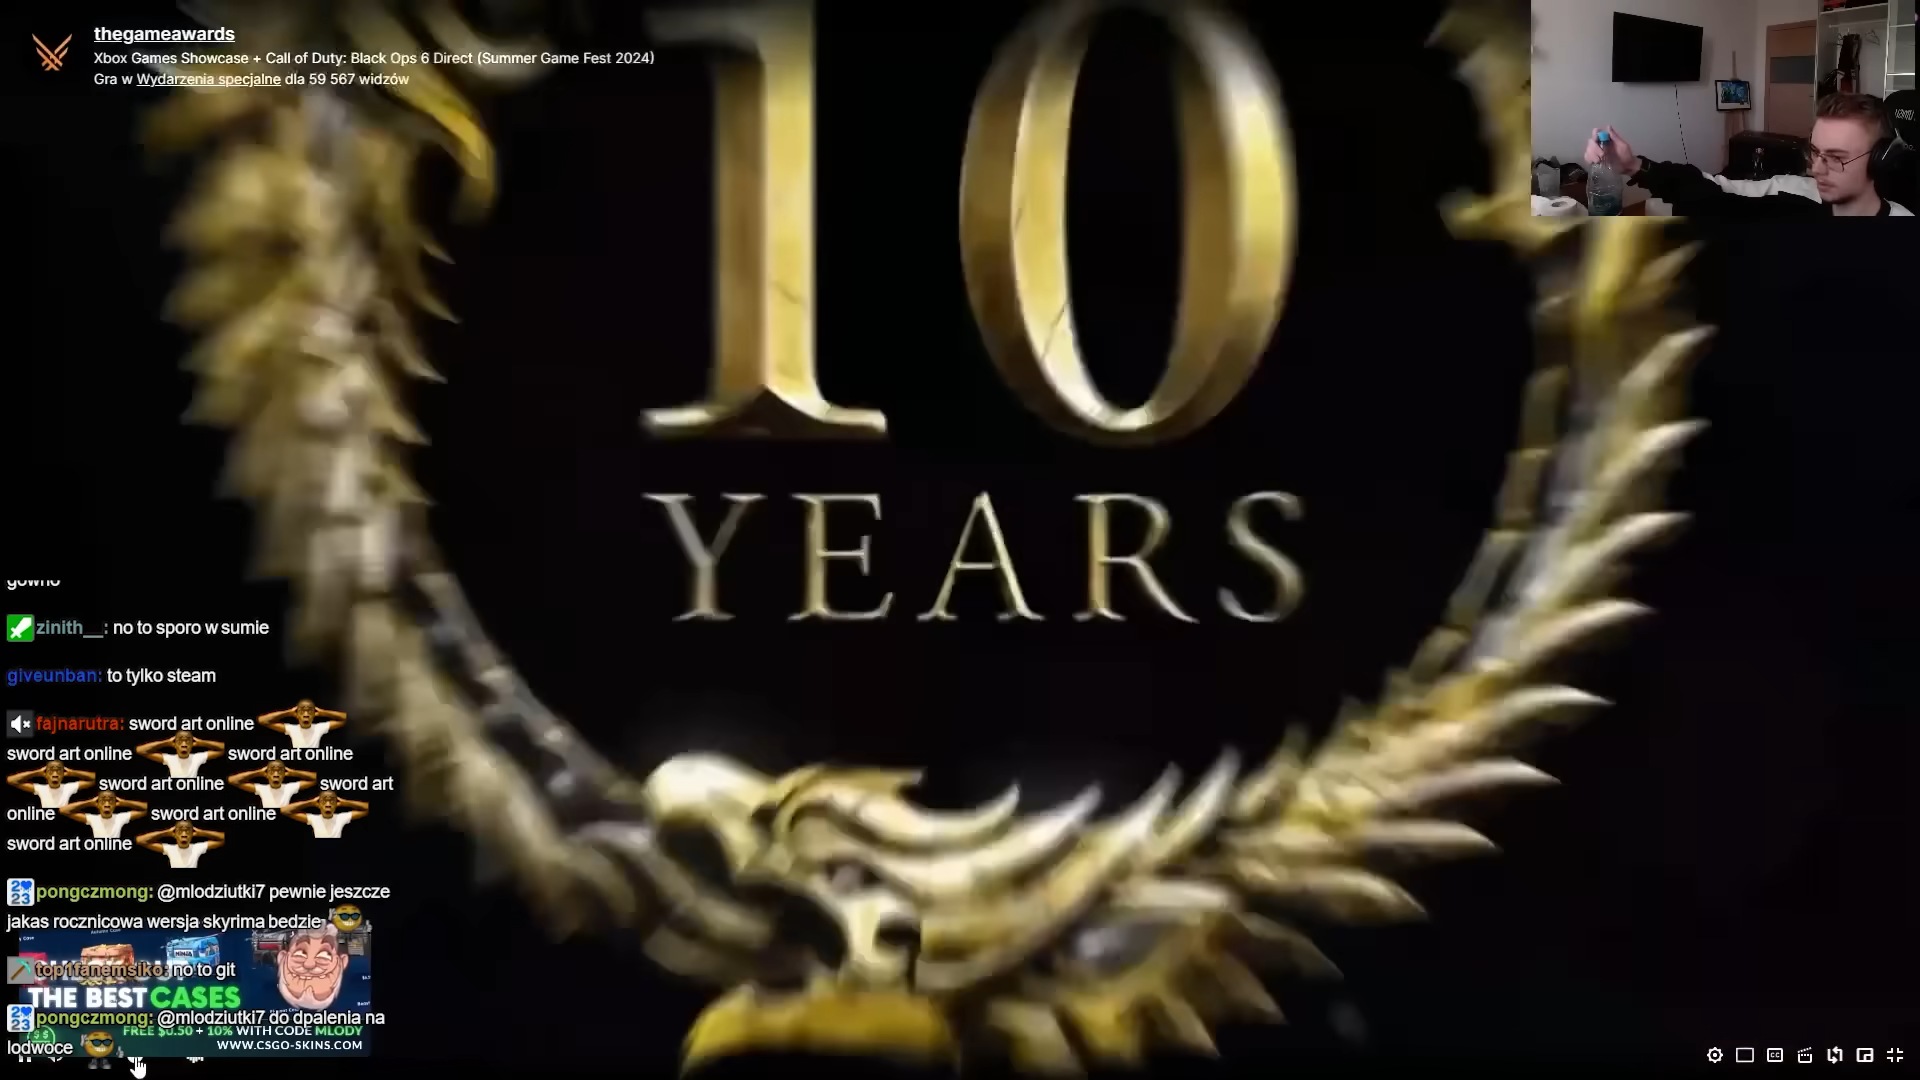 thegameawards
Xbox Games Showcase + Call of Duty: Black Ops 6 Direct (Summer Game Fest 2024)
Gra w Wydarzenia specjalne dla 59 567 widzów
10
YEARS
gówno
zinith__: no to sporo w sumie
giveunban: to tylko steam
fajnarutra: sword art online
sword art online sword art online
sword art online sword art
online sword art online
sword art online
pongczmong: @mlodziutki7 pewnie jeszcze
jakas rocznicowa wersja skyrima bedzie
top1fanemsiko: no to git
THE BEST CASES
pongczmong: @mlodziutki7 do odpalenia na
FREE $0.50 + 10% WITH CODE MLODY
lodwoce
WWW.CSGO-SKINS.COM